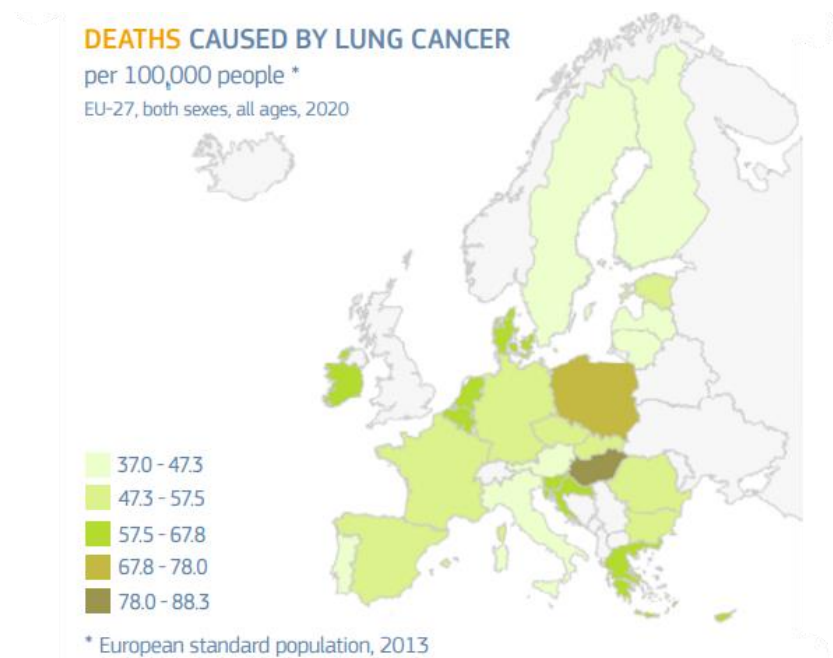 DEATHS CAUSED BY LUNG CANCER
per 100,000 people *
EU-27, both sexes, all ages, 2020
37.0 - 47.3
47.3 - 57.5
57.5 - 67.8
67.8 - 78.0
78.0 - 88.3
* European standard population, 2013